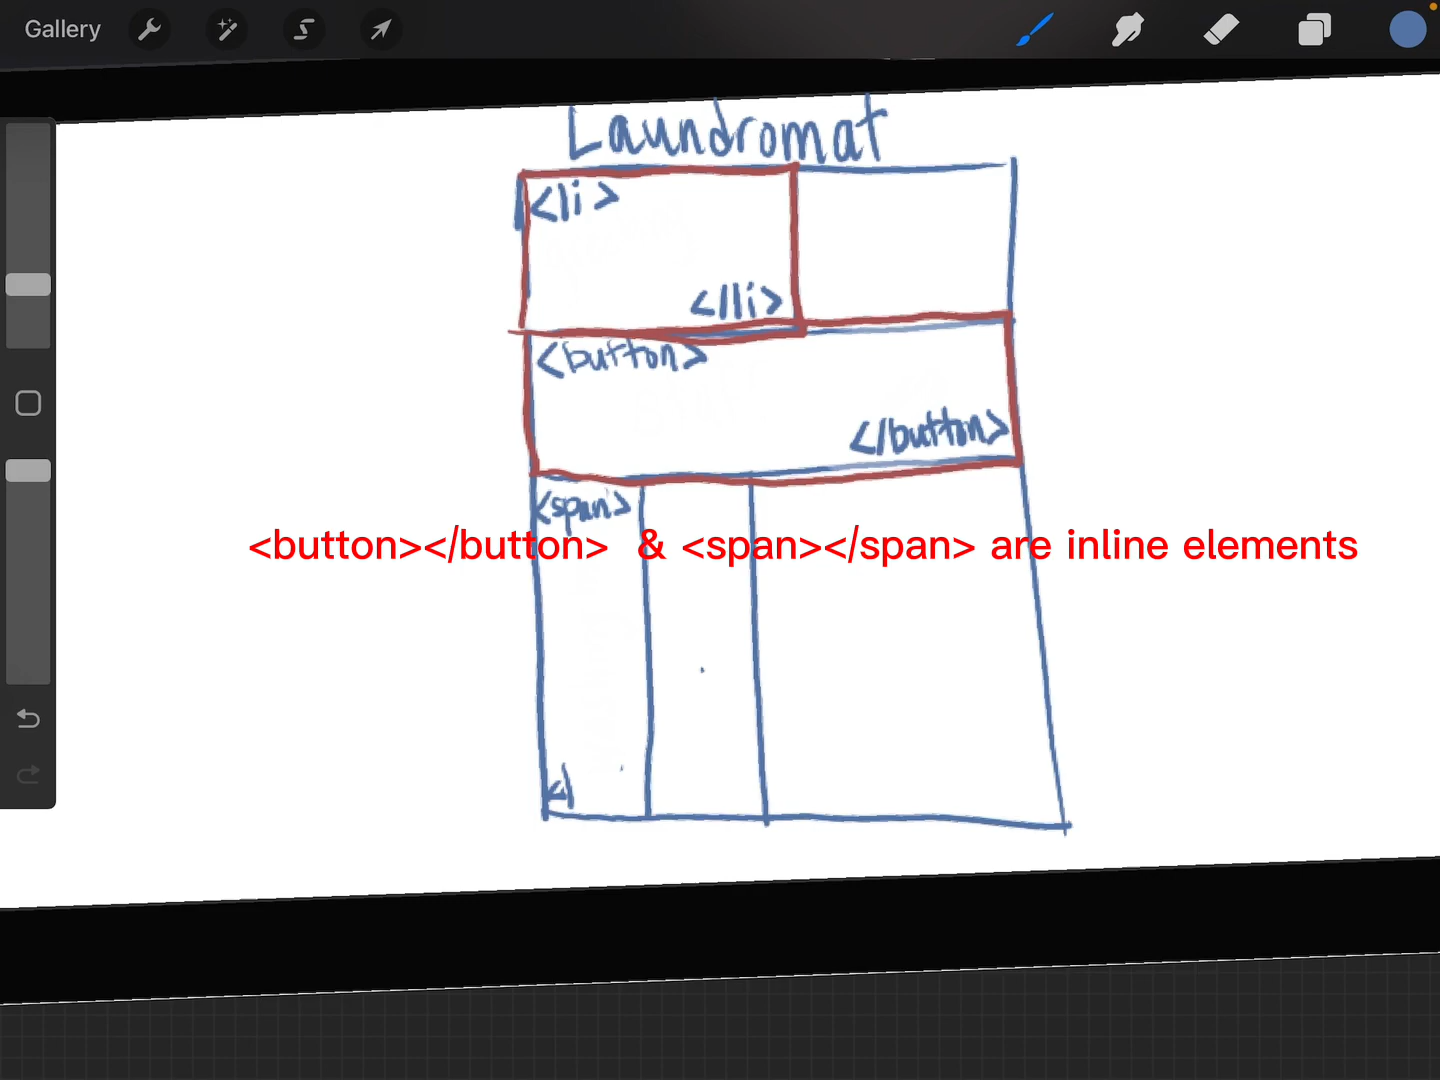 Gallery
Laundromat
<li>
</li>
<button>
</button>
<span>
<button></button> & <span></span> are inline elements